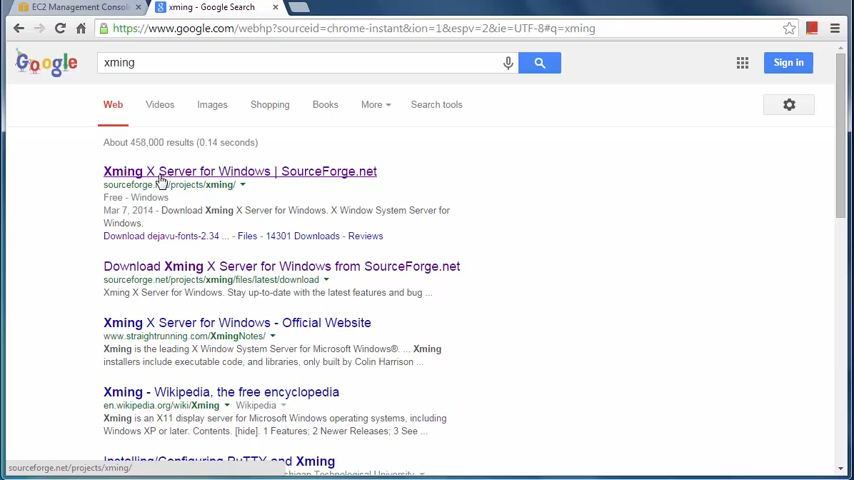 EC2 Management Consol
xming - Google Search
https://www.google.com/webhp?sourceid=chrome-instant&ion=1&espv=2&ie=UTF-8#q=xming
Google
xming
Sign in
Web Videos Images Shopping Books More Search tools
About 458,000 results (0.14 seconds)
Xming X Server for Windows | SourceForge.net
sourceforge. /projects/xming/
Free - Windows
Mar 7, 2014 - Download Xming X Server for Windows. X Window System Server for
Windows.
Download dejavu-fonts-2.34 ... - Files - 14301 Downloads - Reviews
Download Xming X Server for Windows from SourceForge.net
sourceforge.net/projects/xming/files/latest/download
Xming X Server for Windows. Stay up-to-date with the latest features and bug ...
Xming X Server for Windows - Official Website
www.straightrunning.com/XmingNotes/
Xming is the leading X Window System Server for Microsoft Windows®. ... Xming
installers include executable code, and libraries, only built by Colin Harrison ...
Xming - Wikipedia, the free encyclopedia
en.wikipedia.org/wiki/Xming Wikipedia
Xming is an X11 display server for Microsoft Windows operating systems, including
Windows XP or later. Contents. [hide]. 1 Features; 2 Newer Releases; 3 See ...
Installing/Configuring PuTTY and Xming
sourceforge.net/projects/xming/
higan Technological University